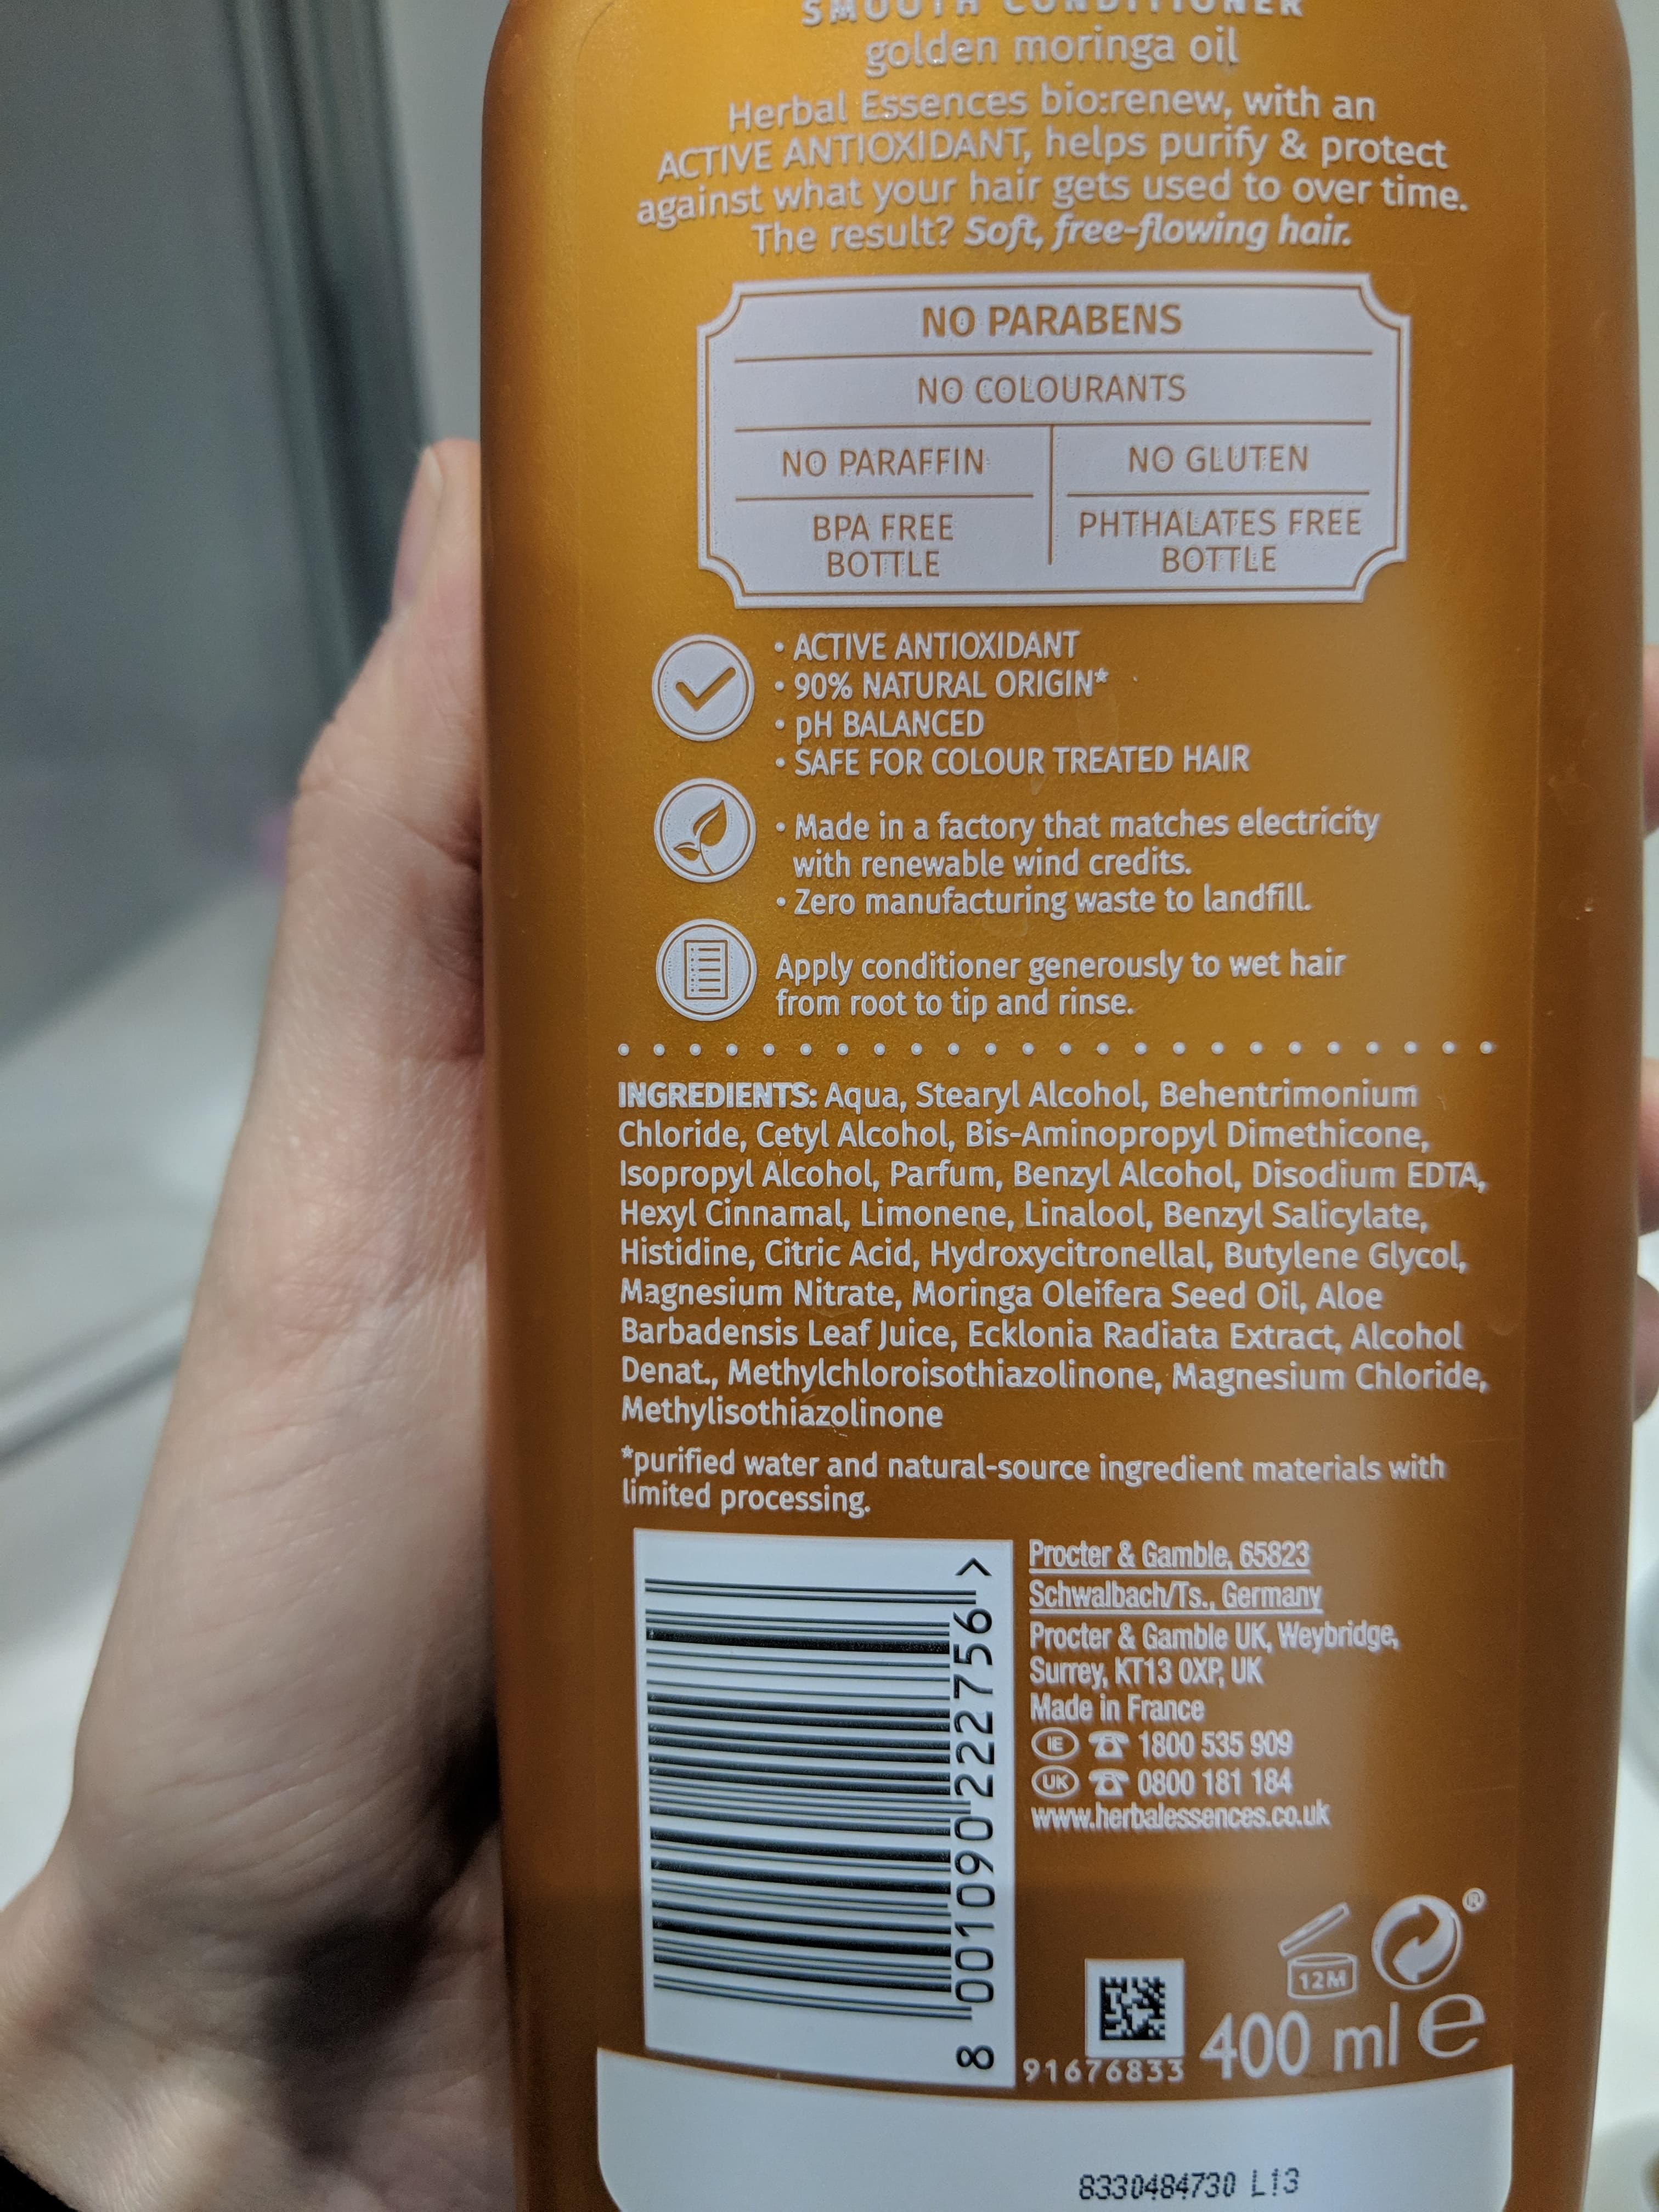 SMOOTH CONDITIONER
golden moringa oil
Herbal Essences bio:renew, with an
ACTIVE ANTIOXIDANT, helps purify & protect
against what your hair gets used to over time.
The result? Soft, free-flowing hair.
NO PARABENS
NO COLOURANTS
NO PARAFFIN
NO GLUTEN
BPA FREE
BOTTLE
PHTHALATES FREE
BOTTLE
• ACTIVE ANTIOXIDANT
• 90% NATURAL ORIGIN*
• pH BALANCED
• SAFE FOR COLOUR TREATED HAIR
• Made in a factory that matches electricity
with renewable wind credits.
• Zero manufacturing waste to landfill.
Apply conditioner generously to wet hair
from root to tip and rinse.
INGREDIENTS: Aqua, Stearyl Alcohol, Behentrimonium
Chloride, Cetyl Alcohol, Bis-Aminopropyl Dimethicone,
Isopropyl Alcohol, Parfum, Benzyl Alcohol, Disodium EDTA,
Hexyl Cinnamal, Limonene, Linalool, Benzyl Salicylate,
Histidine, Citric Acid, Hydroxycitronellal, Butylene Glycol,
Magnesium Nitrate, Moringa Oleifera Seed Oil, Aloe
Barbadensis Leaf Juice, Ecklonia Radiata Extract, Alcohol
Denat., Methylchloroisothiazolinone, Magnesium Chloride,
Methylisothiazolinone
*purified water and natural-source ingredient materials with
limited processing.
8 001090 222756 >
Procter & Gamble, 65823
Schwalbach/Ts., Germany
Procter & Gamble UK, Weybridge,
Surrey, KT13 0XP, UK
Made in France
IE ☎ 1800 535 909
UK ☎ 0800 181 184
www.herbalessences.co.uk
®
12M
91676833
400 ml e
8330484730 L13